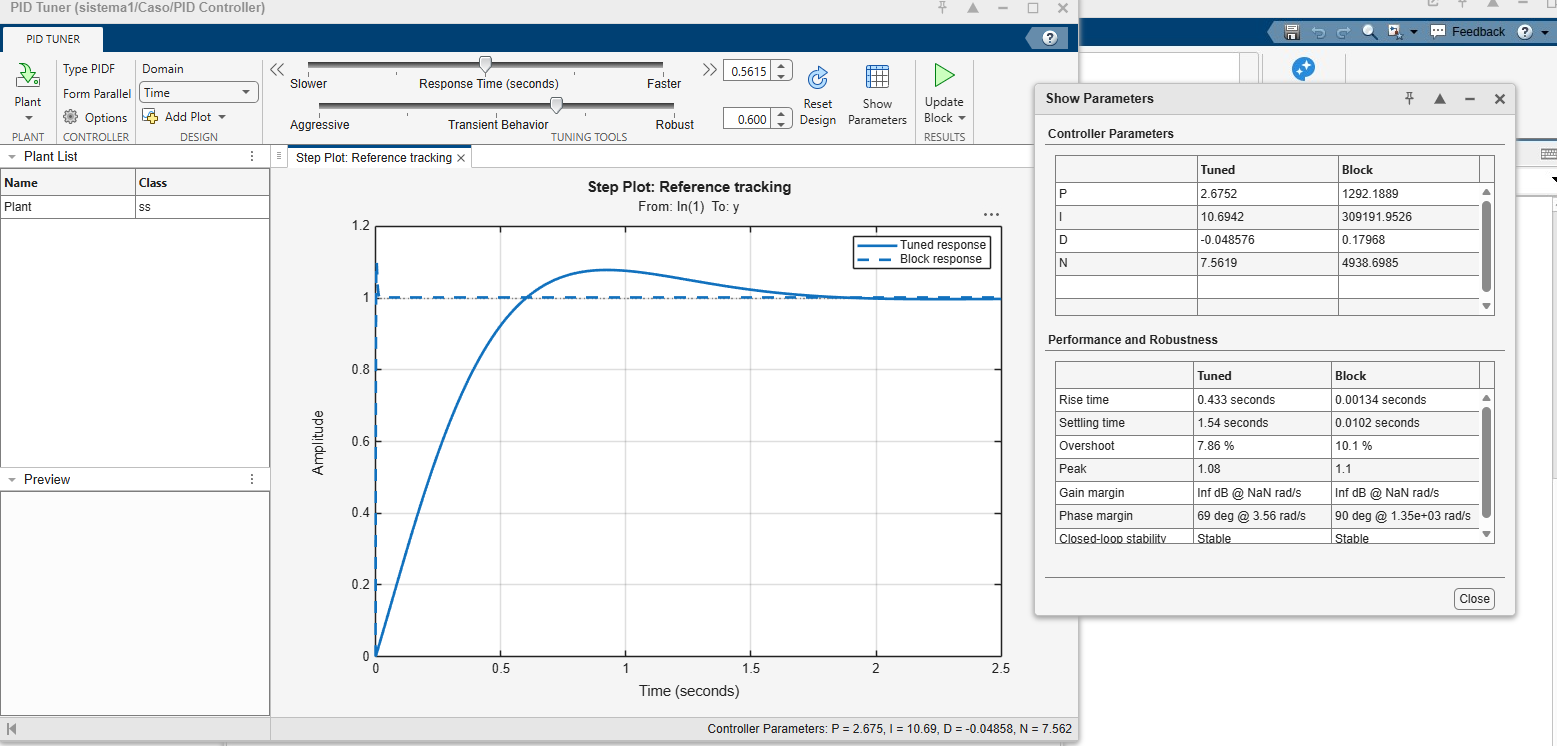 PID Tuner (sistema1/Caso/PID Controller)
PID TUNER
Feedback
Plant
PLANT
Type PIDF
Form Parallel
Options
CONTROLLER
Domain
Time
Add Plot
DESIGN
Slower Response Time (seconds) Faster
0.5615
Aggressive Transient Behavior Robust
0.600
TUNING TOOLS
Reset Design
Show Parameters
Update Block
RESULTS
Plant List
Name Class
Plant ss
Preview
Step Plot: Reference tracking
Step Plot: Reference tracking
From: In(1) To: y
Tuned response
Block response
Amplitude
1.2
1
0.8
0.6
0.4
0.2
0
0 0.5 1 1.5 2 2.5
Time (seconds)
Controller Parameters: P = 2.675, I = 10.69, D = -0.04858, N = 7.562
Show Parameters
Controller Parameters
Tuned Block
P 2.6752 1292.1889
I 10.6942 309191.9526
D -0.048576 0.17968
N 7.5619 4938.6985
Performance and Robustness
Tuned Block
Rise time 0.433 seconds 0.00134 seconds
Settling time 1.54 seconds 0.0102 seconds
Overshoot 7.86 % 10.1 %
Peak 1.08 1.1
Gain margin Inf dB @ NaN rad/s Inf dB @ NaN rad/s
Phase margin 69 deg @ 3.56 rad/s 90 deg @ 1.35e+03 rad/s
Closed-loop stability Stable Stable
Close